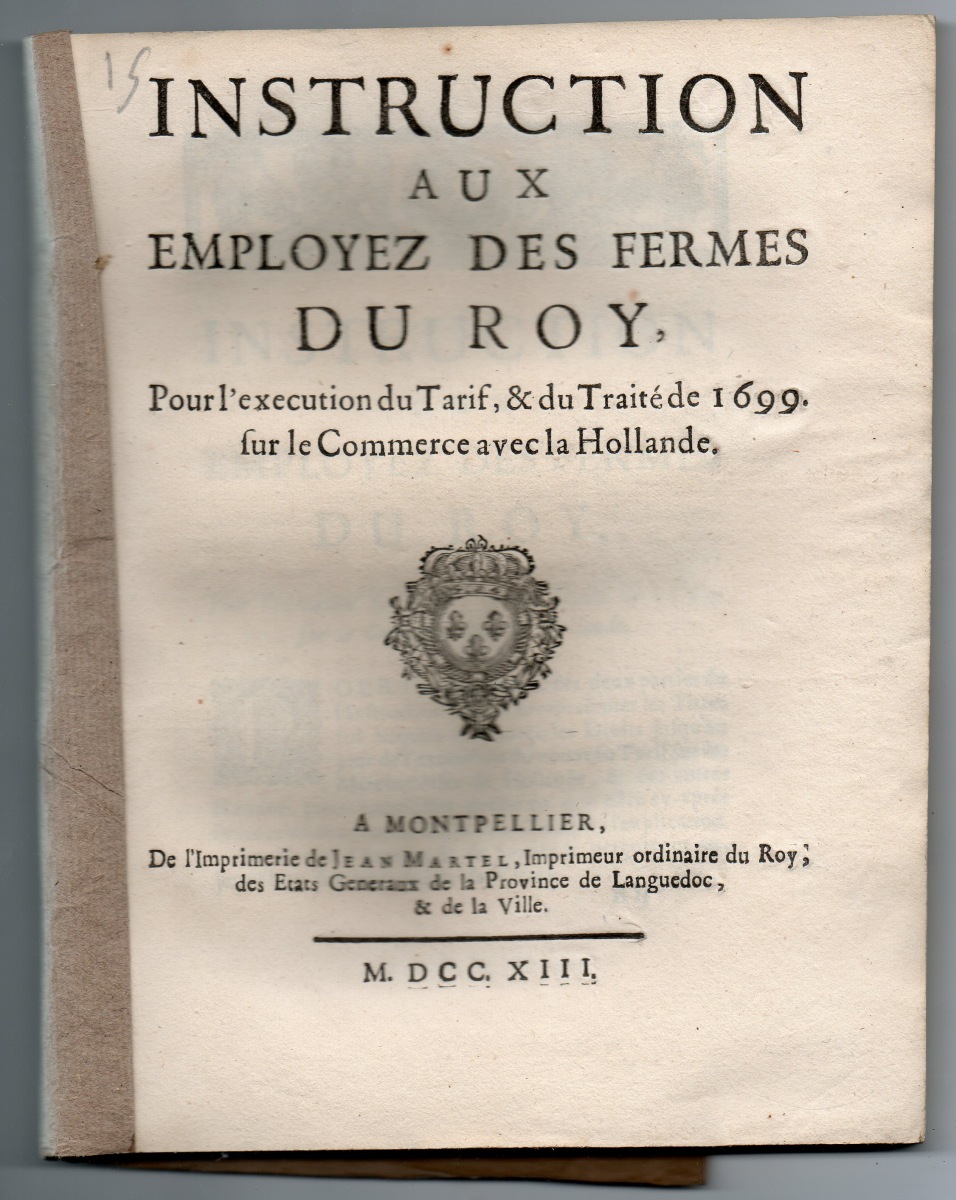 15
INSTRUCTION
AUX
EMPLOYEZ DES FERMES
DU ROY,
Pour l'execution du Tarif, & du Traité de 1699.
ſur le Commerce avec la Hollande.
A MONTPELLIER,
De l'Imprimerie de JEAN MARTEL, Imprimeur ordinaire du Roy;
des Etats Generaux de la Province de Languedoc,
& de la Ville.
M. DCC. XIII.